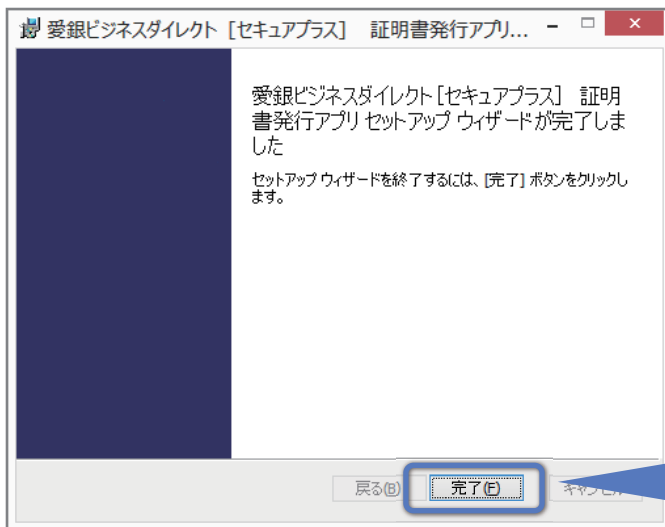 愛銀ビジネスダイレクト［セキュアプラス］　証明書発行アプリ...
愛銀ビジネスダイレクト［セキュアプラス］　証明
書発行アプリ セットアップ ウィザードが完了しま
した
セットアップ ウィザードを終了するには、[完了] ボタンをクリックし
ます。
戻る(B) 完了(F) キャンセル